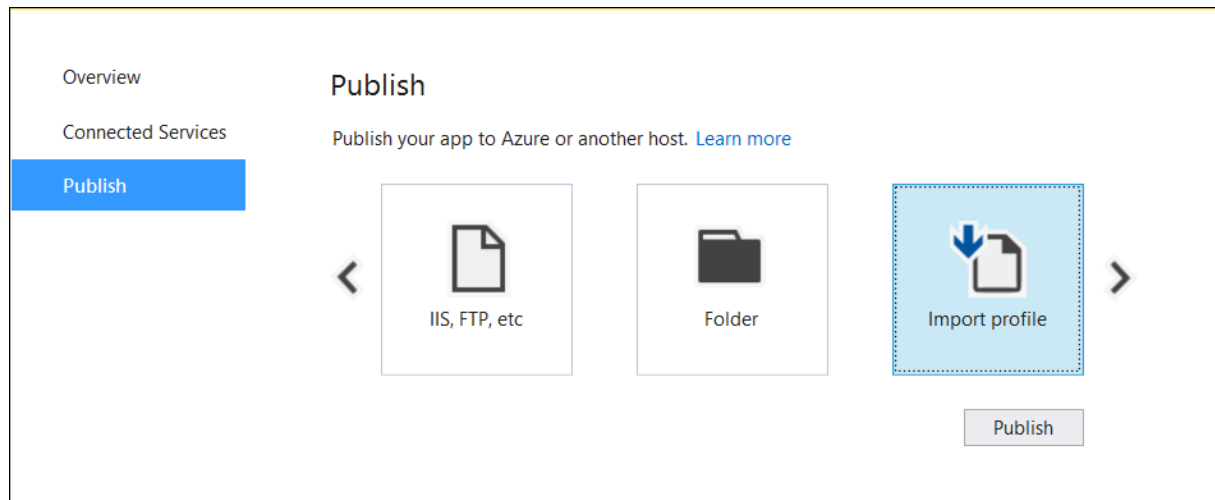 Overview
Connected Services
Publish
Publish
Publish your app to Azure or another host. Learn more
IIS, FTP, etc
Folder
Import profile
Publish